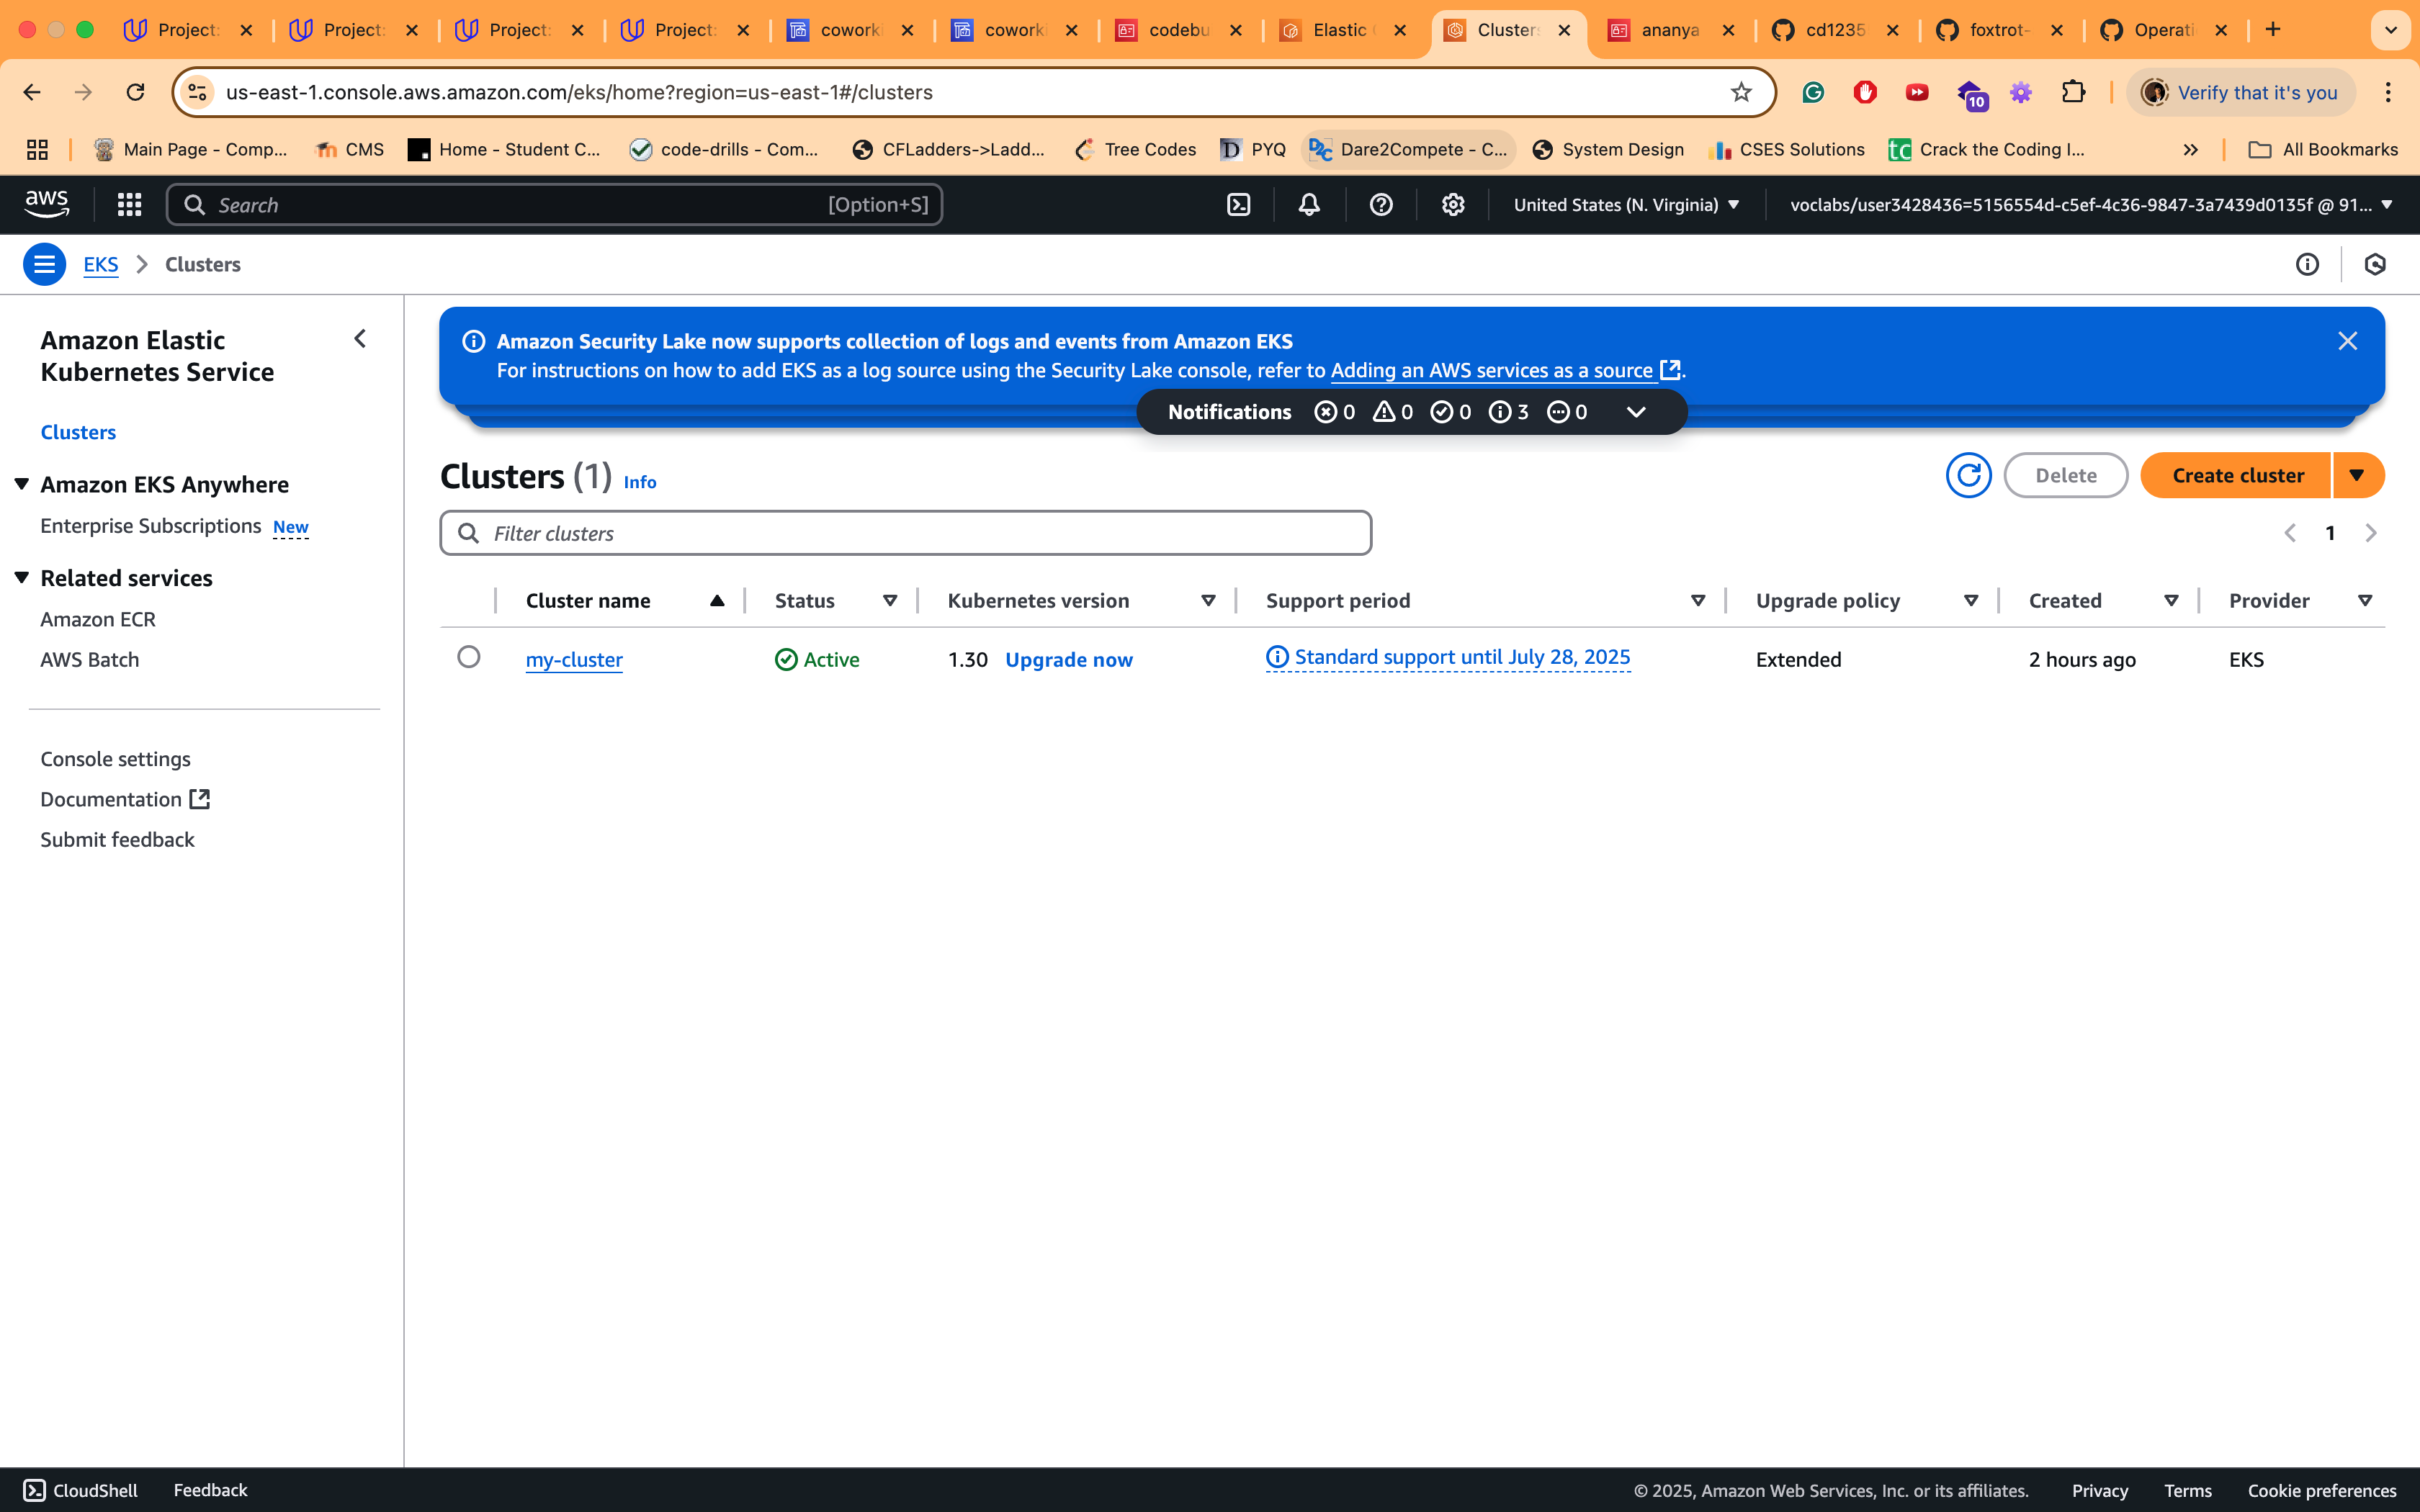 Project: Project: Project: Project: cowork cowork codebu Elastic Cluster ananya cd1235 foxtrot- Operati
us-east-1.console.aws.amazon.com/eks/home?region=us-east-1#/clusters
10 Verify that it's you
Main Page - Comp... CMS Home - Student C... code-drills - Com... CFLadders->Ladd... Tree Codes PYQ Dare2Compete - C... System Design CSES Solutions Crack the Coding I... All Bookmarks
aws Search [Option+S] United States (N. Virginia) voclabs/user3428436=5156554d-c5ef-4c36-9847-3a7439d0135f @ 91...
EKS Clusters
Amazon Elastic
Kubernetes Service
Clusters
Amazon EKS Anywhere
Enterprise Subscriptions New
Related services
Amazon ECR
AWS Batch
Console settings
Documentation
Submit feedback
Amazon Security Lake now supports collection of logs and events from Amazon EKS
For instructions on how to add EKS as a log source using the Security Lake console, refer to Adding an AWS services as a source.
Notifications 0 0 0 3 0
Clusters (1) Info
Delete Create cluster
Filter clusters
1
Cluster name Status Kubernetes version Support period Upgrade policy Created Provider
my-cluster Active 1.30 Upgrade now Standard support until July 28, 2025 Extended 2 hours ago EKS
CloudShell Feedback © 2025, Amazon Web Services, Inc. or its affiliates. Privacy Terms Cookie preferences